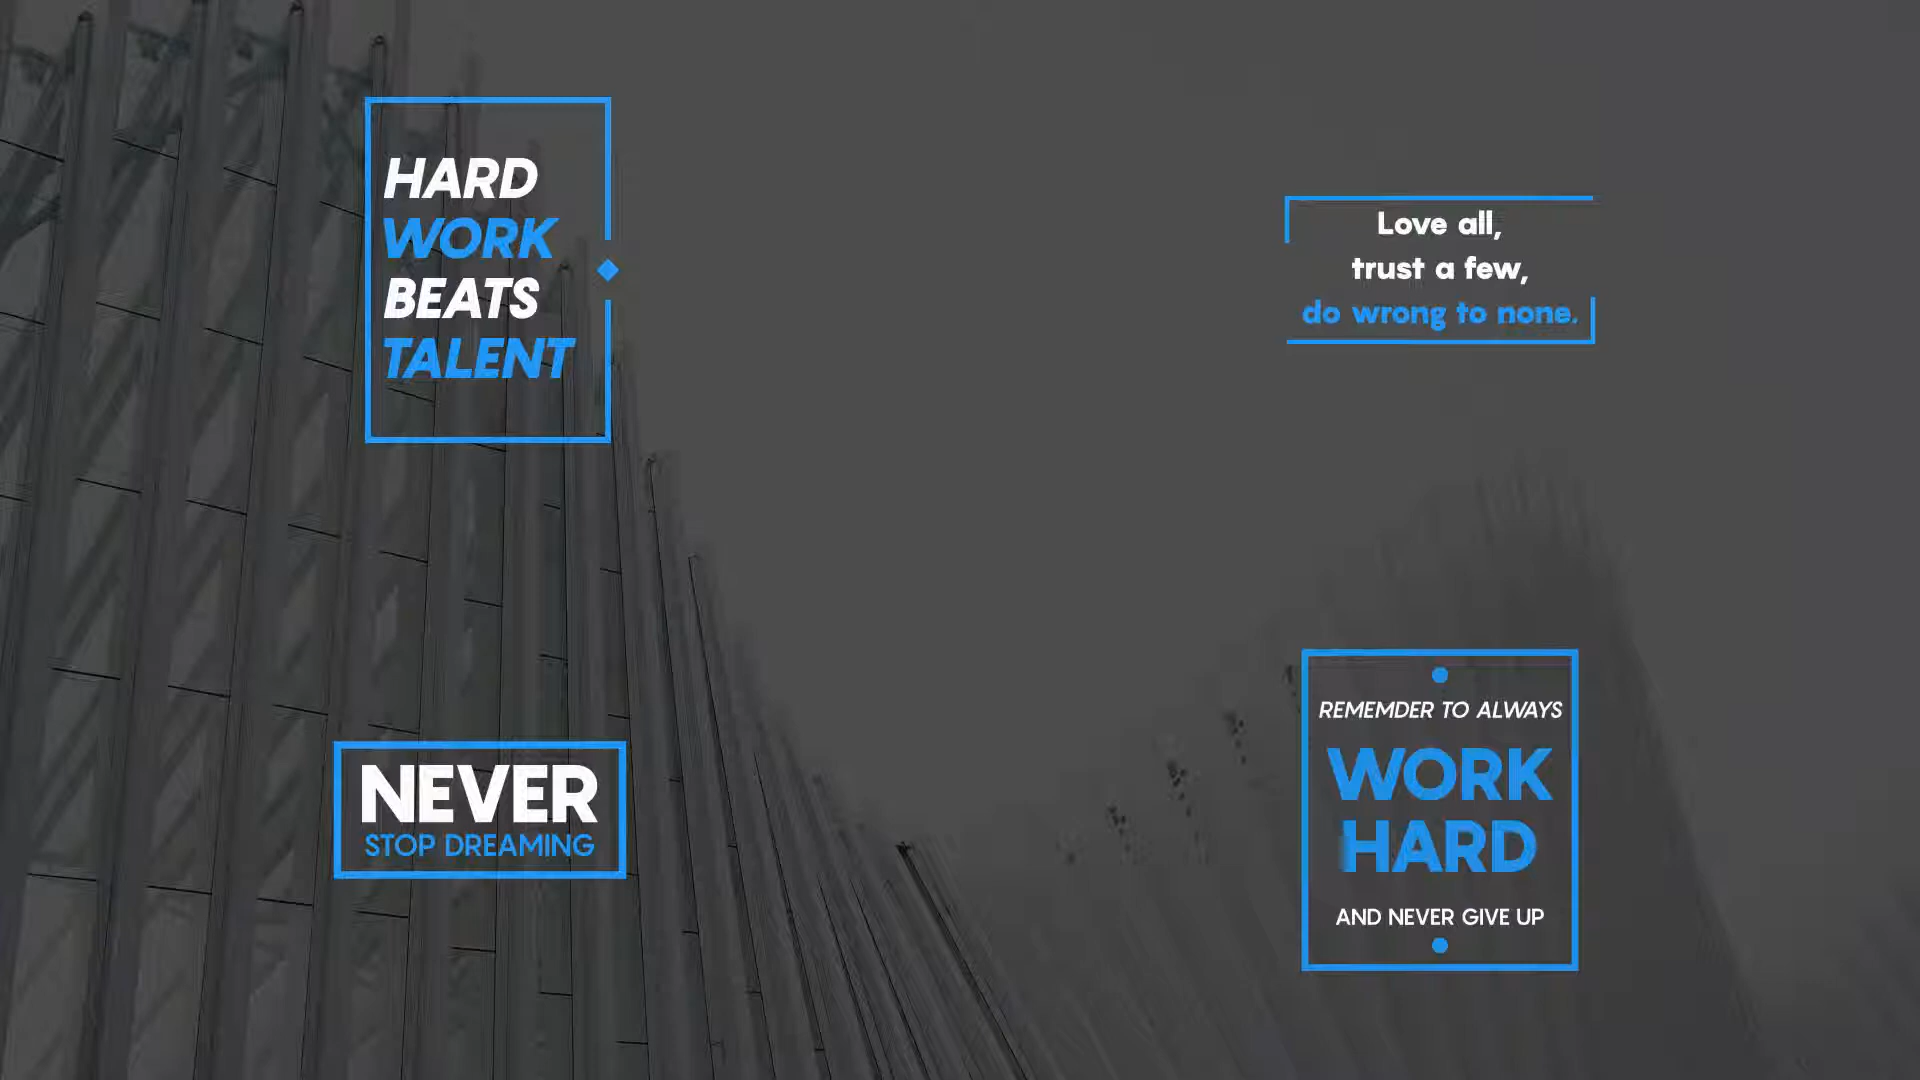 HARD
WORK
BEATS
TALENT
Love all,
trust a few,
do wrong to none.
NEVER
STOP DREAMING
REMEMDER TO ALWAYS
WORK
HARD
AND NEVER GIVE UP